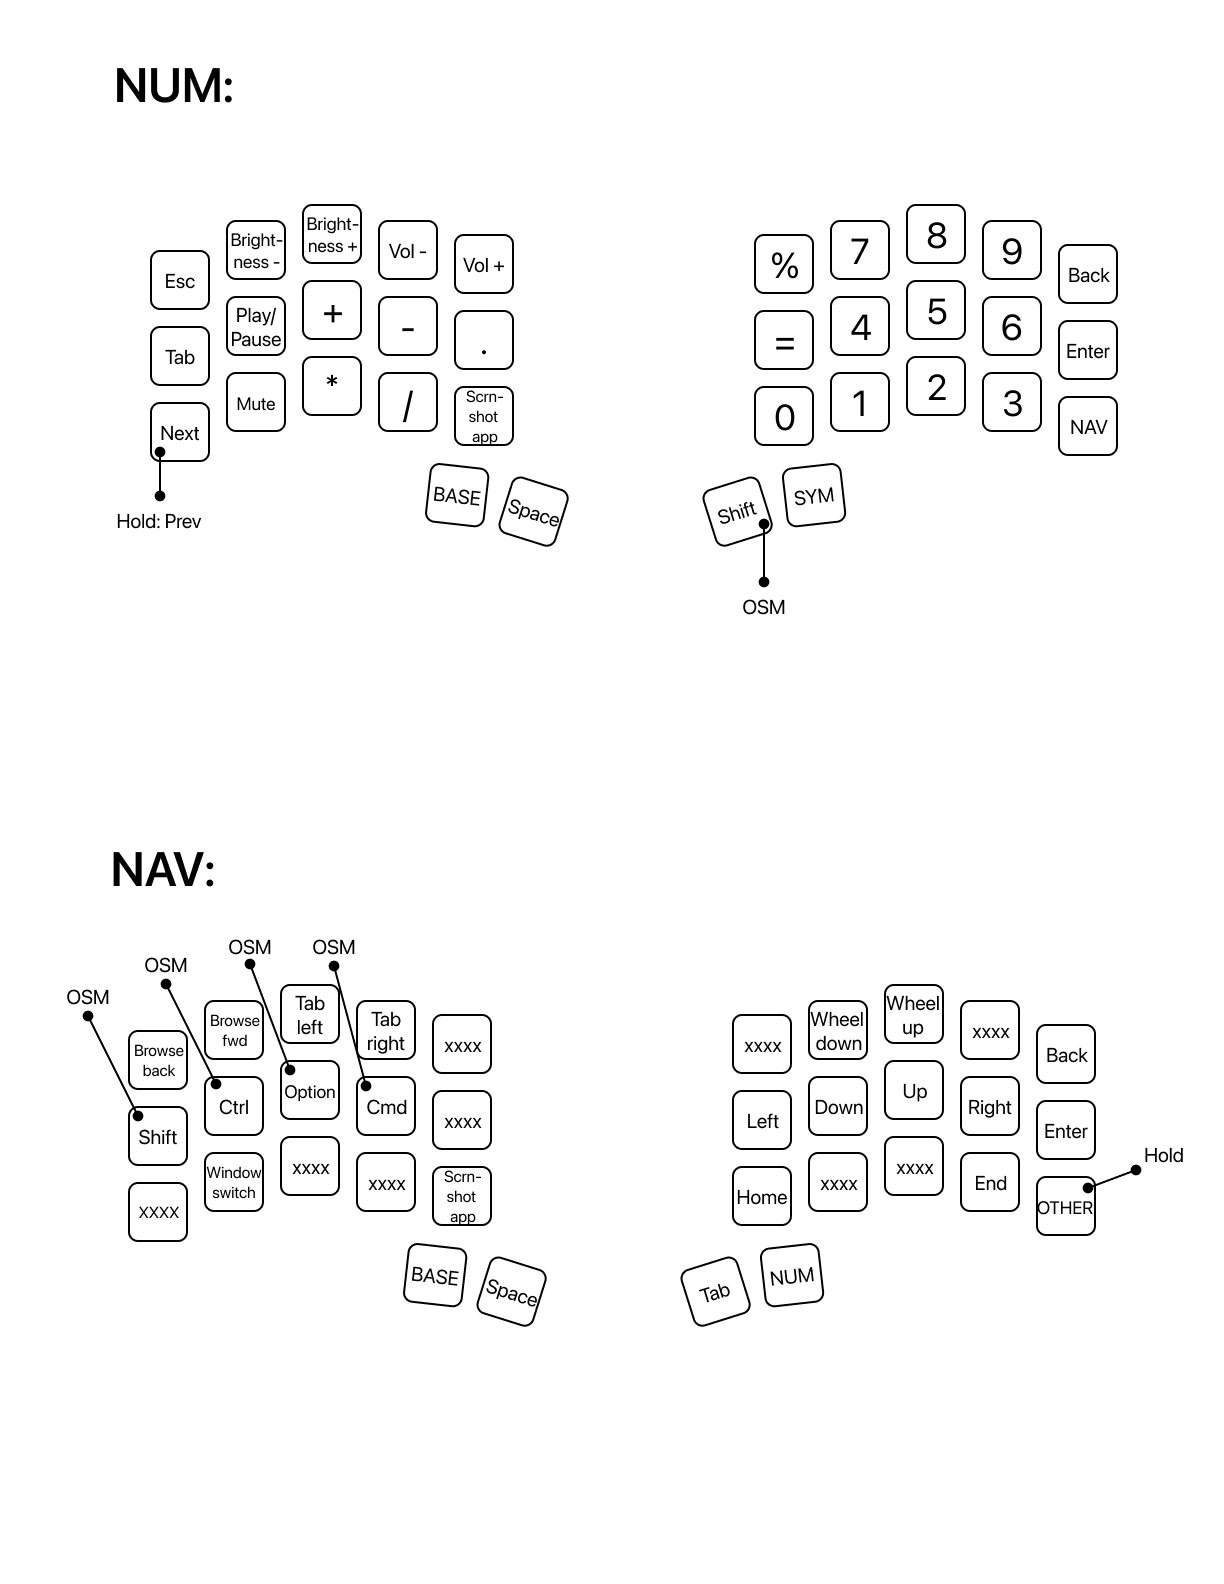 NUM:
Esc
Bright-
ness -
Bright-
ness +
Vol -
Vol +
%
7
8
9
Back
Tab
Play/
Pause
+
-
.
=
4
5
6
Enter
Next
Mute
*
/
Scrn-
shot
app
0
1
2
3
NAV
BASE
Space
Shift
SYM
Hold: Prev
OSM
NAV:
OSM
OSM
OSM
OSM
Browse
back
Browse
fwd
Tab
left
Tab
right
xxxx
xxxx
Wheel
down
Wheel
up
xxxx
Back
Shift
Ctrl
Option
Cmd
xxxx
Left
Down
Up
Right
Enter
XXXX
Window
switch
xxxx
xxxx
Scrn-
shot
app
Home
xxxx
xxxx
End
OTHER
Hold
BASE
Space
Tab
NUM